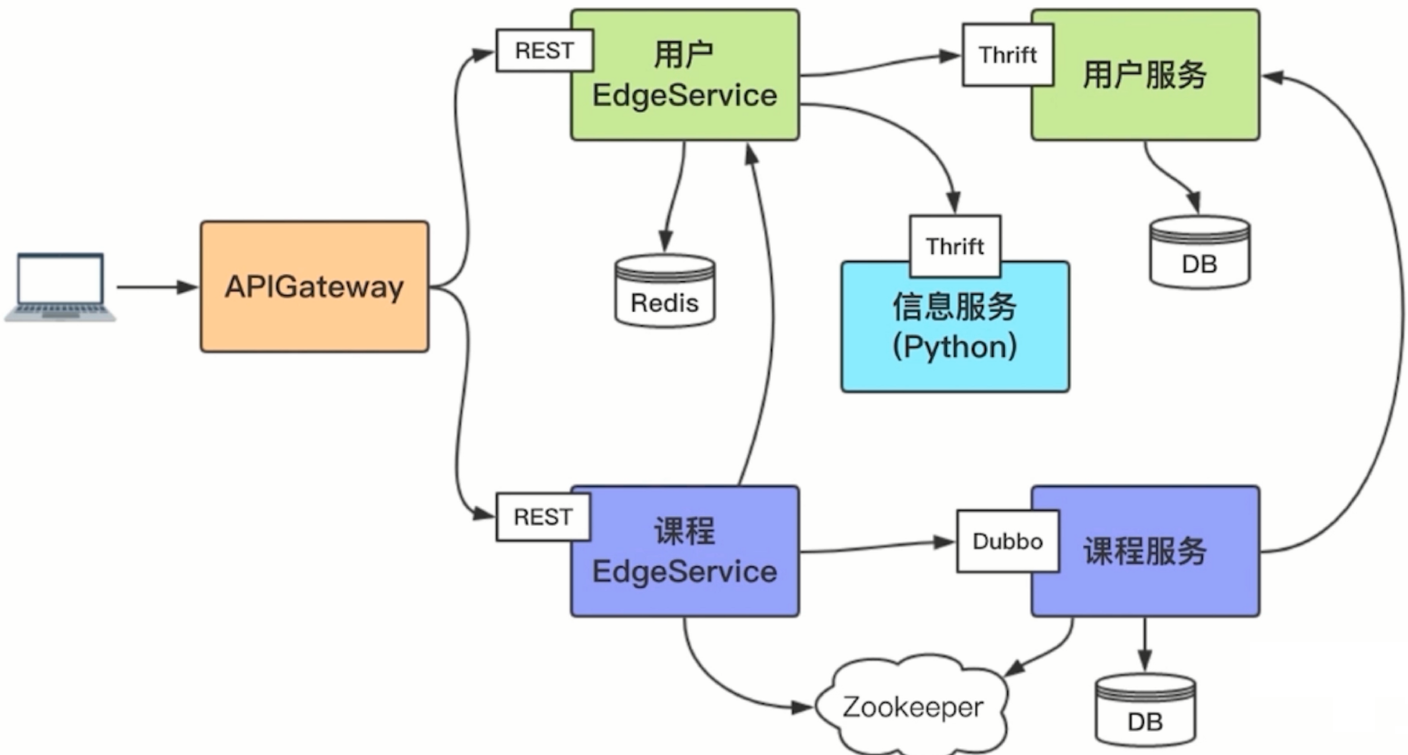 REST
用户
EdgeService
Thrift
用户服务
APIGateway
Redis
Thrift
信息服务
(Python)
DB
REST
课程
EdgeService
Dubbo
课程服务
Zookeeper
DB